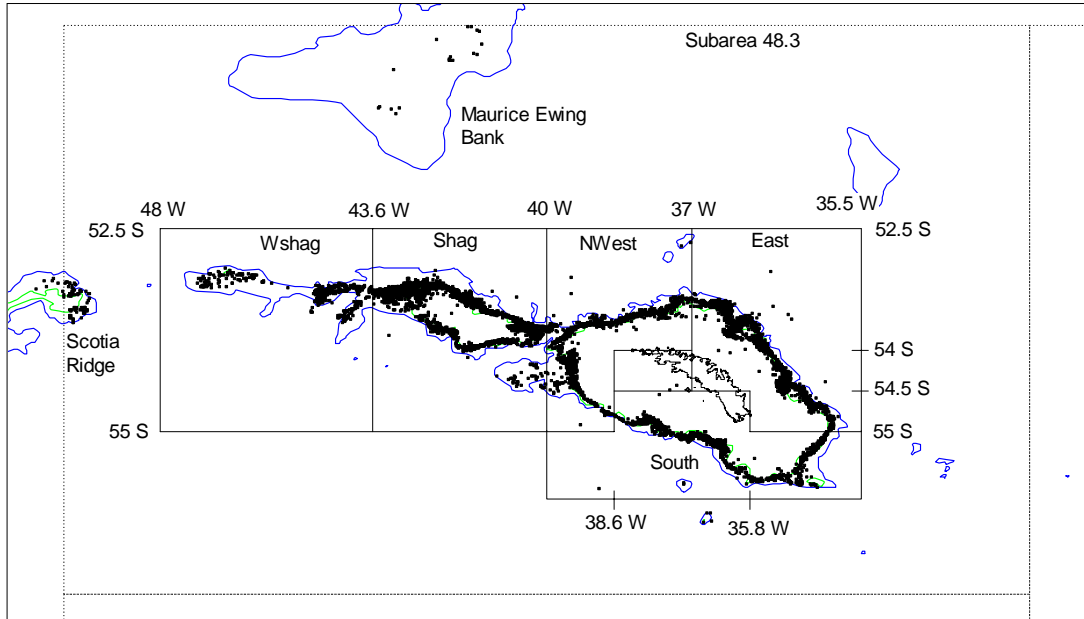 Subarea 48.3
Maurice Ewing
Bank
48 W
43.6 W
40 W
37 W
35.5 W
52.5 S
52.5 S
Wshag
Shag
NWest
East
Scotia
Ridge
54 S
54.5 S
55 S
55 S
South
38.6 W
35.8 W